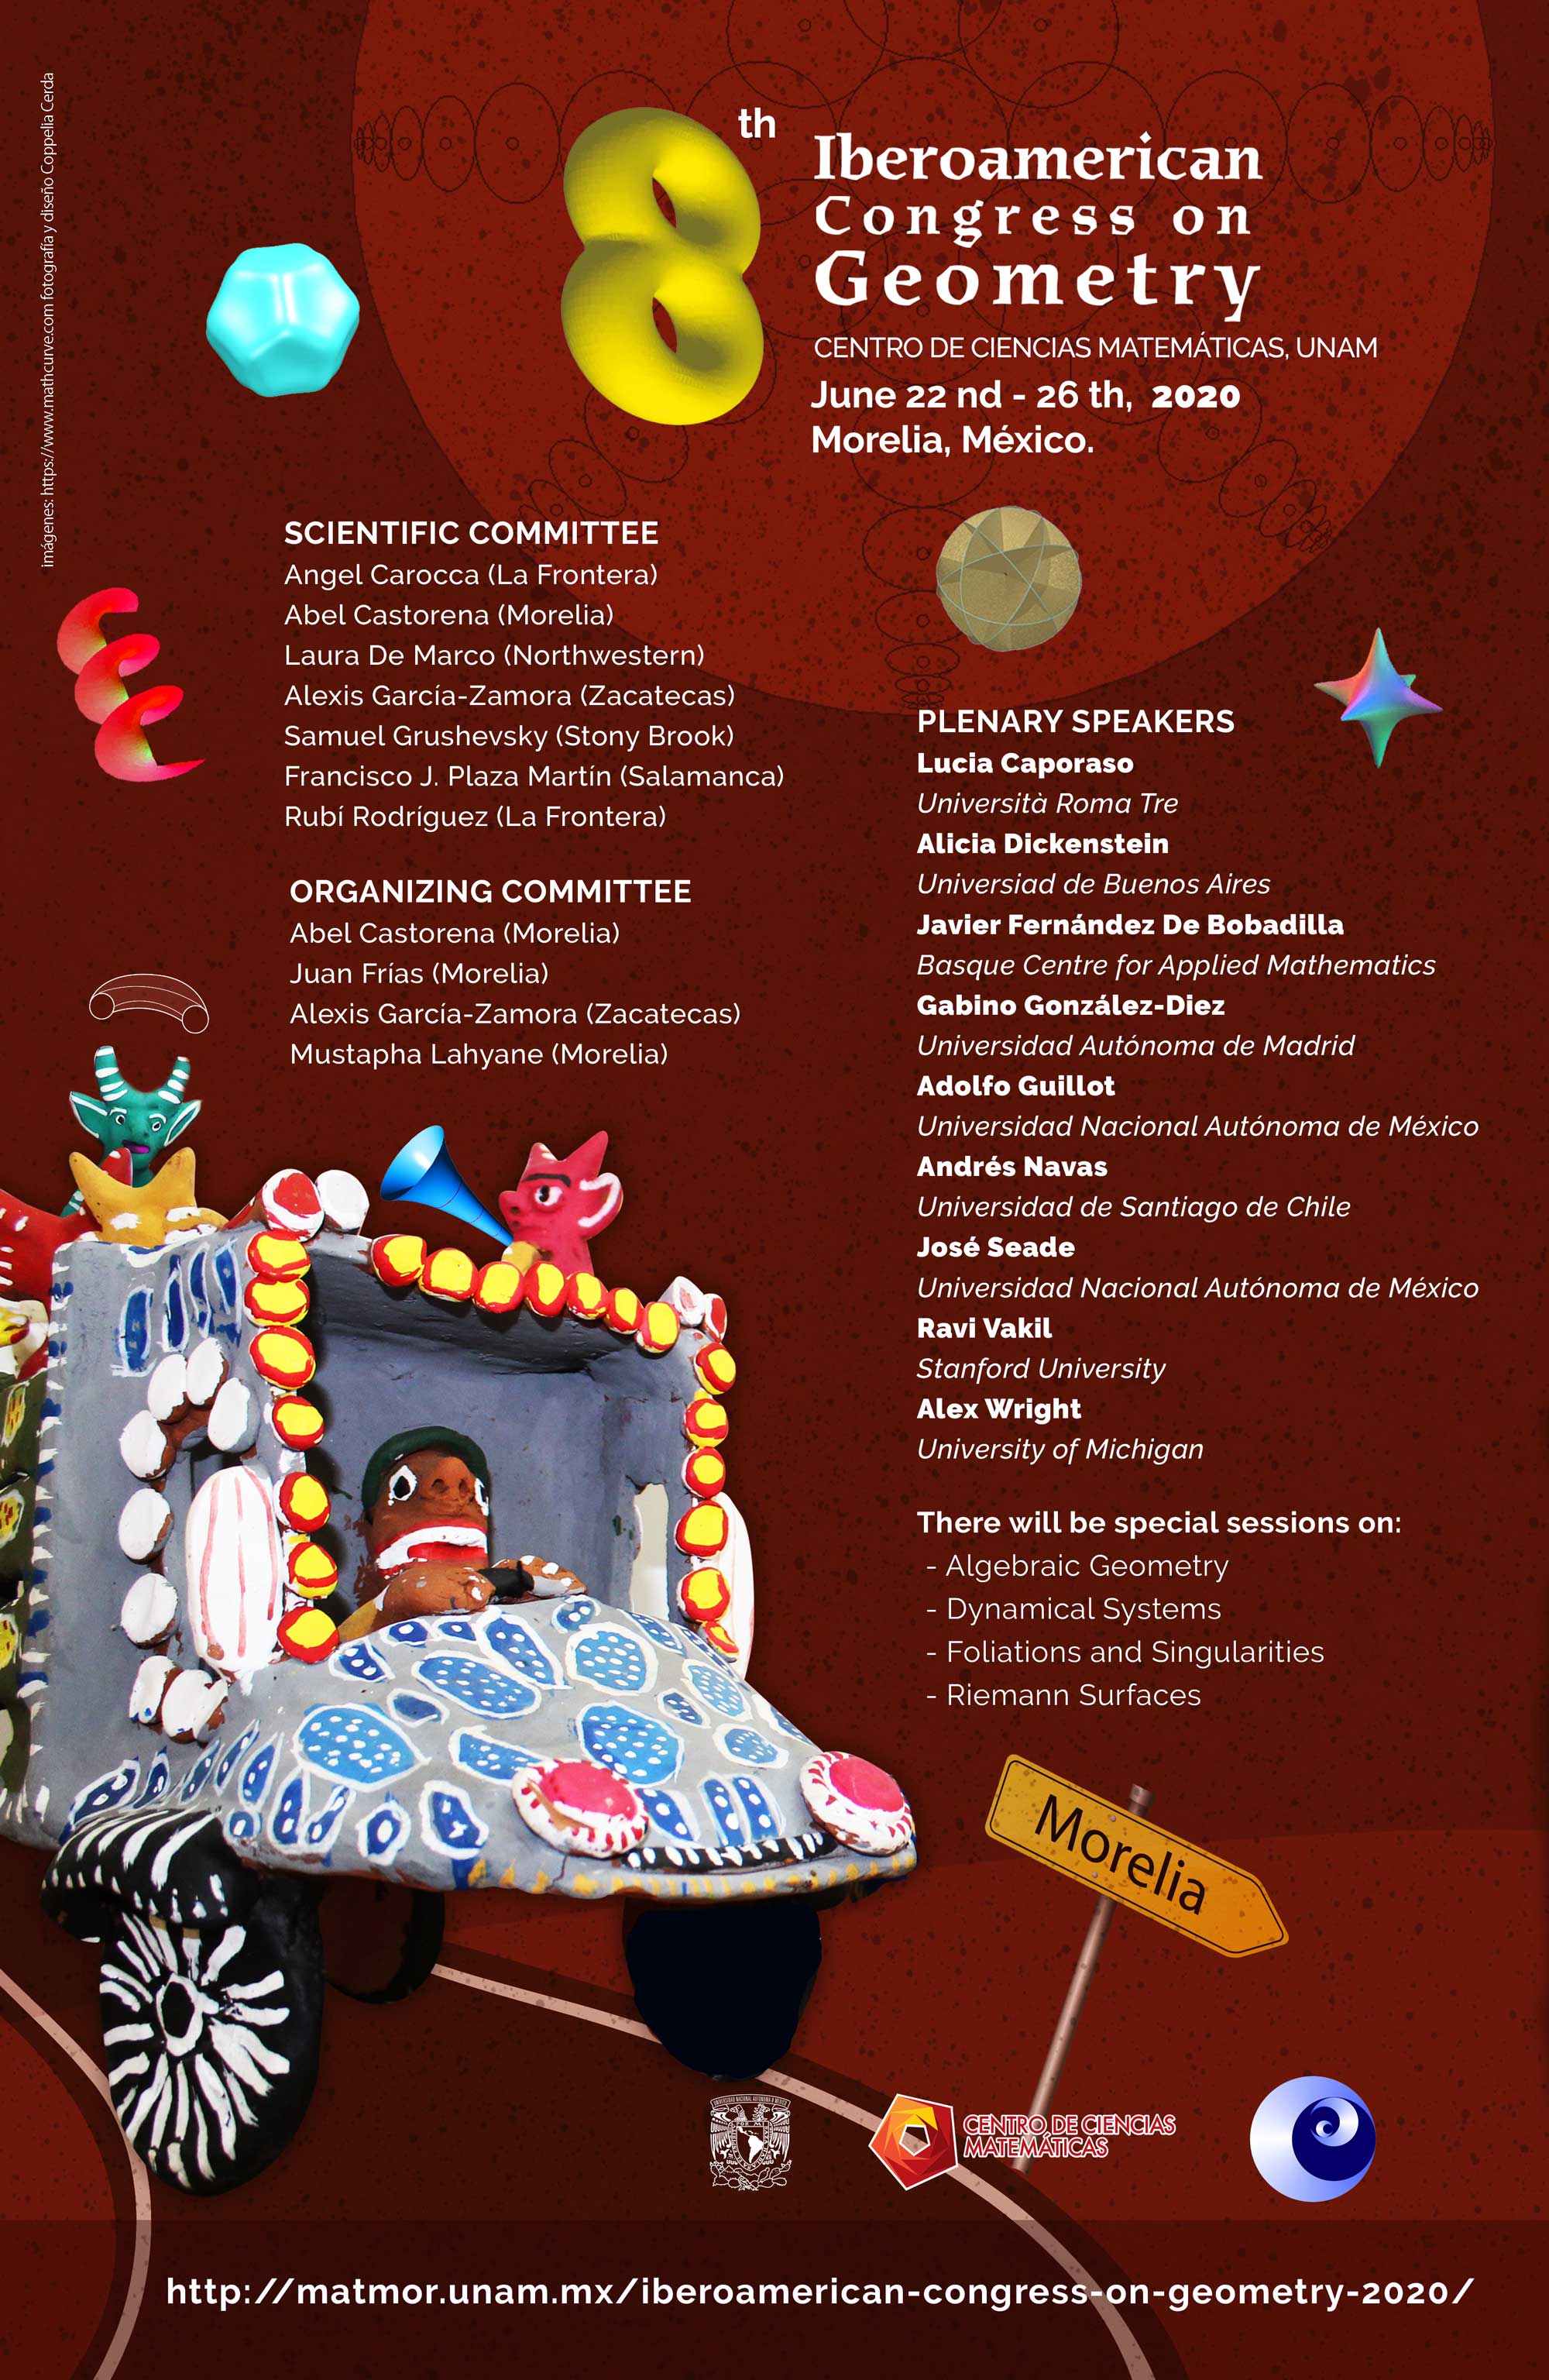 imágenes: https://www.mathcurve.com fotografía y diseño Coppelia Cerda
8th
Iberoamerican
Congress on
Geometry
CENTRO DE CIENCIAS MATEMÁTICAS, UNAM
June 22 nd - 26 th, 2020
Morelia, México.
SCIENTIFIC COMMITTEE
Angel Carocca (La Frontera)
Abel Castorena (Morelia)
Laura De Marco (Northwestern)
Alexis García-Zamora (Zacatecas)
Samuel Grushevsky (Stony Brook)
Francisco J. Plaza Martín (Salamanca)
Rubí Rodríguez (La Frontera)
ORGANIZING COMMITTEE
Abel Castorena (Morelia)
Juan Frías (Morelia)
Alexis García-Zamora (Zacatecas)
Mustapha Lahyane (Morelia)
PLENARY SPEAKERS
Lucia Caporaso
Università Roma Tre
Alicia Dickenstein
Universiad de Buenos Aires
Javier Fernández De Bobadilla
Basque Centre for Applied Mathematics
Gabino González-Diez
Universidad Autónoma de Madrid
Adolfo Guillot
Universidad Nacional Autónoma de México
Andrés Navas
Universidad de Santiago de Chile
José Seade
Universidad Nacional Autónoma de México
Ravi Vakil
Stanford University
Alex Wright
University of Michigan
There will be special sessions on:
- Algebraic Geometry
- Dynamical Systems
- Foliations and Singularities
- Riemann Surfaces
Morelia
CENTRO DE CIENCIAS
MATEMÁTICAS
http://matmor.unam.mx/iberoamerican-congress-on-geometry-2020/